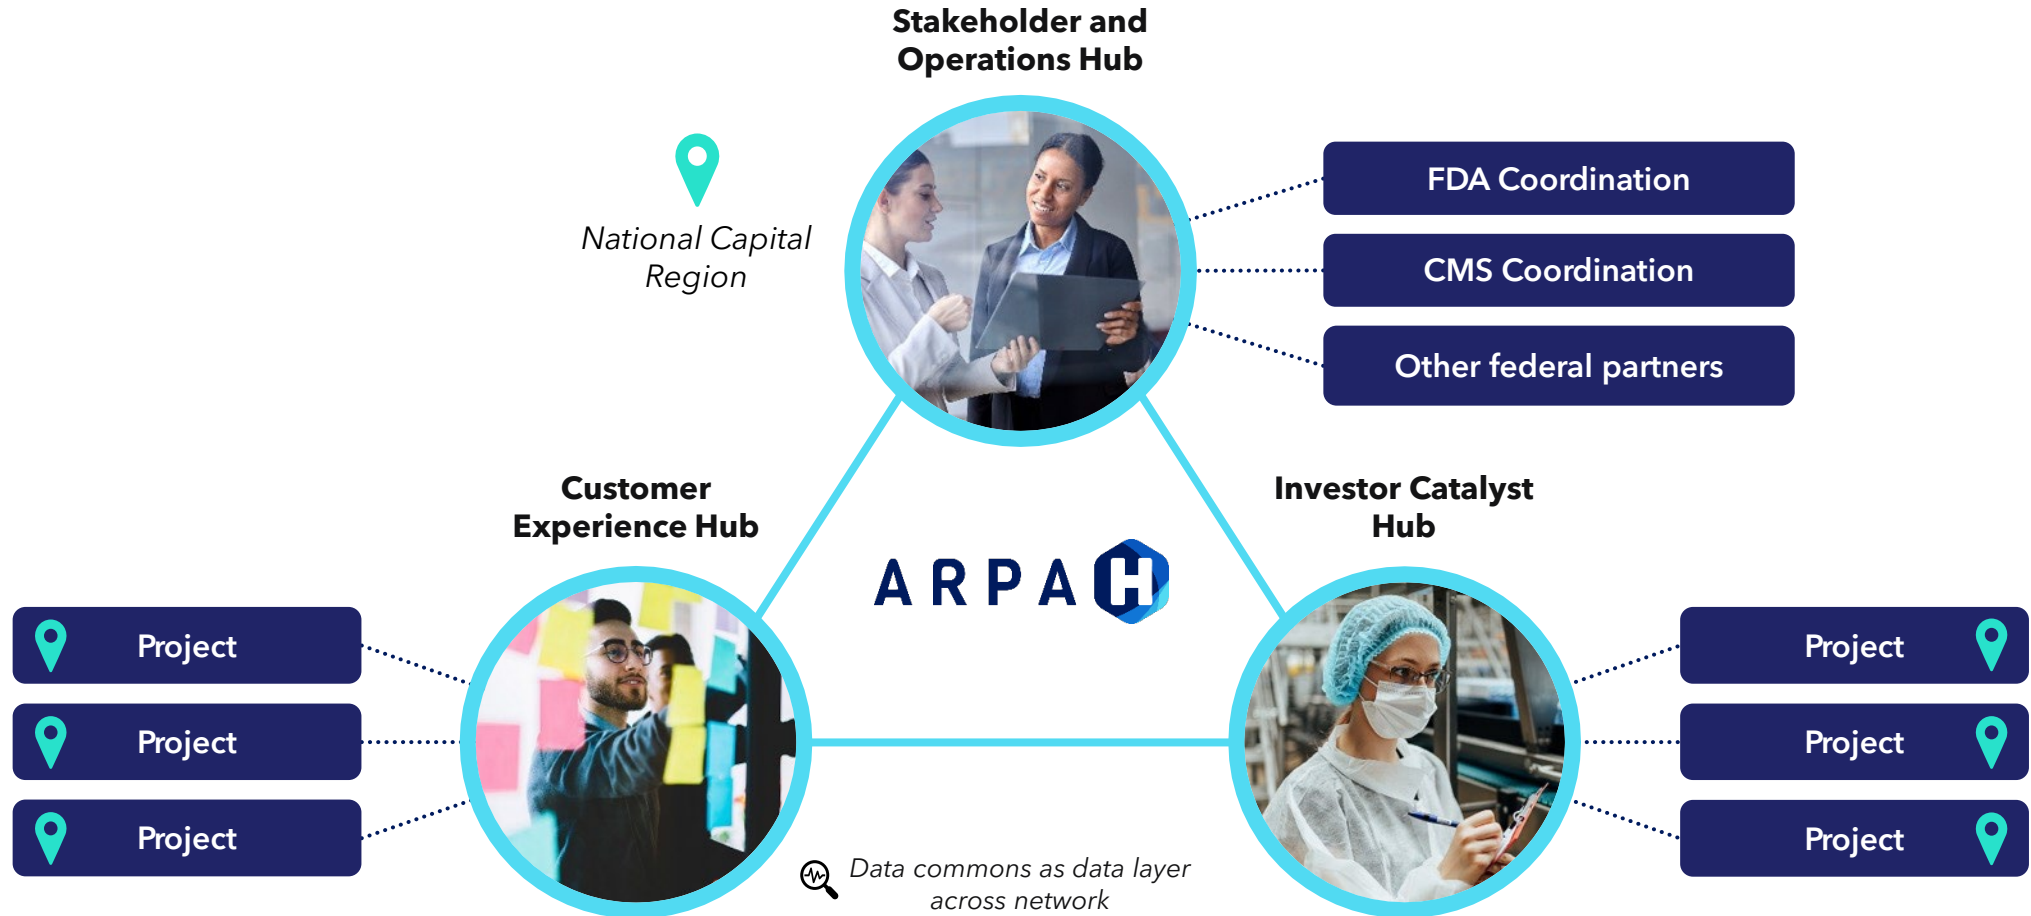 Stakeholder and
Operations Hub
National Capital
Region
FDA Coordination
CMS Coordination
Other federal partners
Customer
Experience Hub
Investor Catalyst
Hub
ARPA H
Project
Project
Project
Project
Project
Project
Data commons as data layer
across network